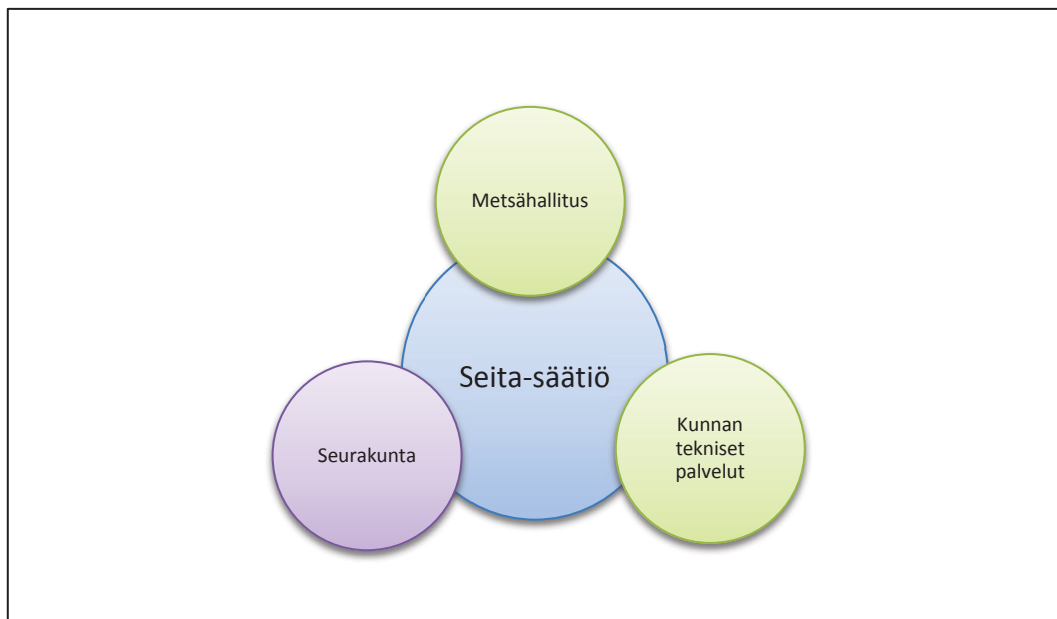 Metsähallitus
Seita-säätiö
Kunnan
tekniset
palvelut
Seurakunta